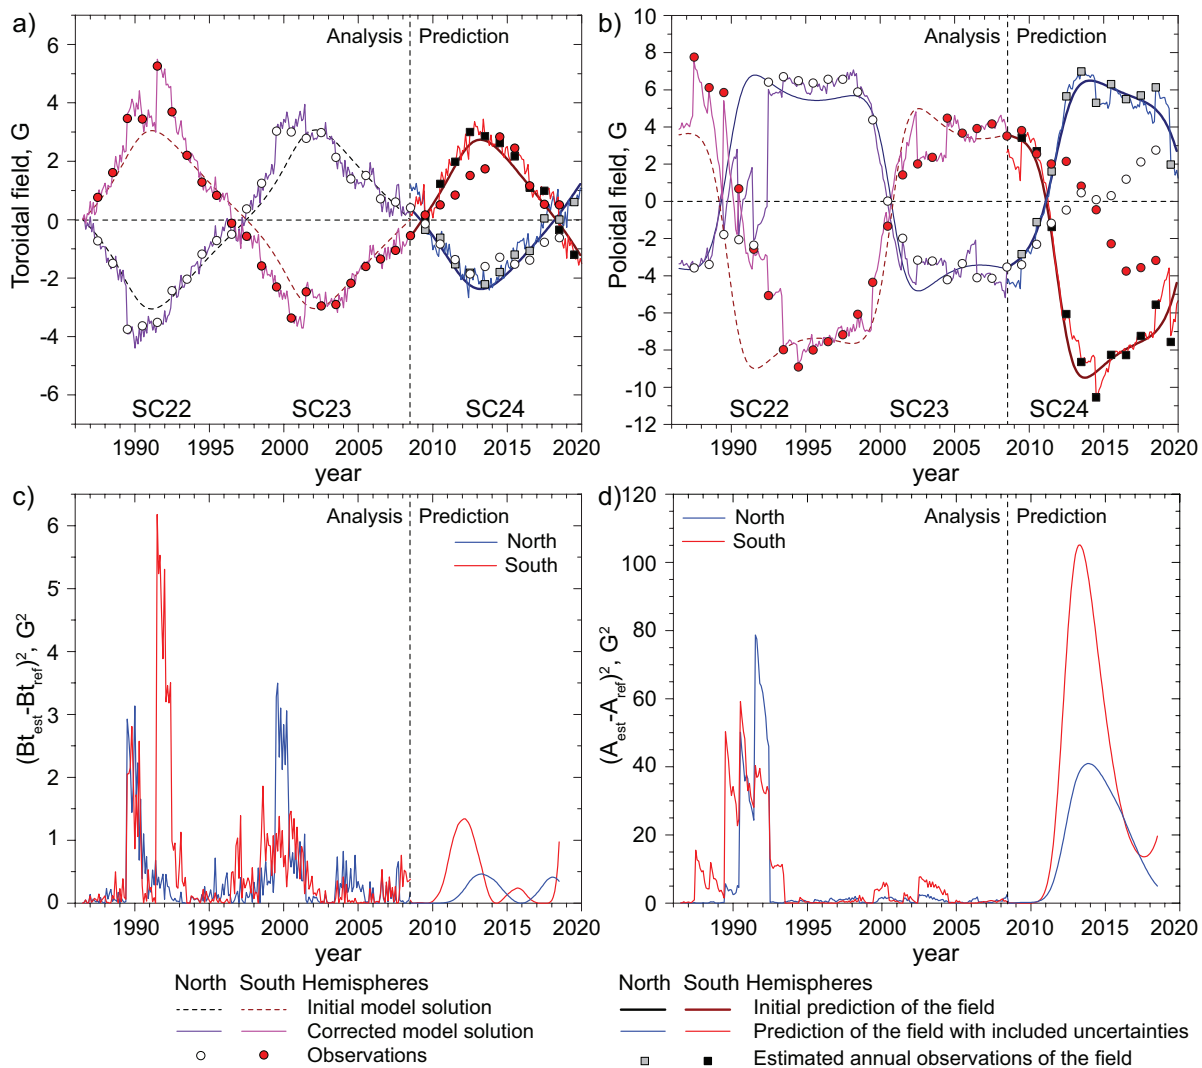 a)
Analysis
Prediction
Toroidal field, G
6
4
2
0
-2
-4
-6
SC22
SC23
SC24
1990 1995 2000 2005 2010 2015 2020
year
b)
Analysis
Prediction
Poloidal field, G
10
8
6
4
2
0
-2
-4
-6
-8
-10
-12
SC22
SC23
SC24
1990 1995 2000 2005 2010 2015 2020
year
c)
Analysis
Prediction
North
South
(Bt_est-Bt_ref)², G²
6
5
4
3
2
1
0
1990 1995 2000 2005 2010 2015 2020
year
d)
North
South
Analysis
Prediction
(A_est-A_ref)², G²
120
100
80
60
40
20
0
1990 1995 2000 2005 2010 2015 2020
year
North South Hemispheres
Initial model solution
Corrected model solution
Observations
North South Hemispheres
Initial prediction of the field
Prediction of the field with included uncertainties
Estimated annual observations of the field